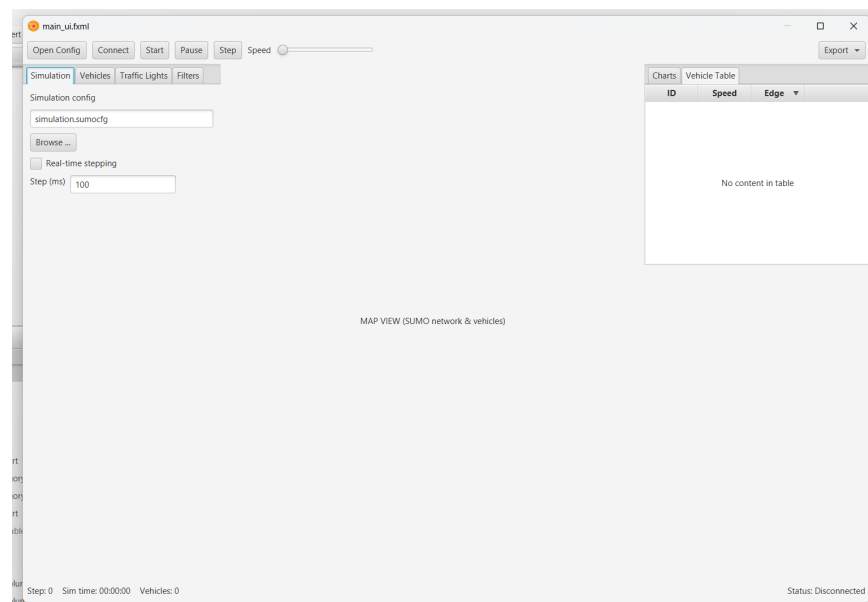 main_ui.fxml
Open Config Connect Start Pause Step Speed Export
Simulation Vehicles Traffic Lights Filters
Charts Vehicle Table
ID Speed Edge
Simulation config
simulation.sumocfg
Browse ...
Real-time stepping
Step (ms) 100
No content in table
MAP VIEW (SUMO network & vehicles)
Step: 0 Sim time: 00:00:00 Vehicles: 0 Status: Disconnected